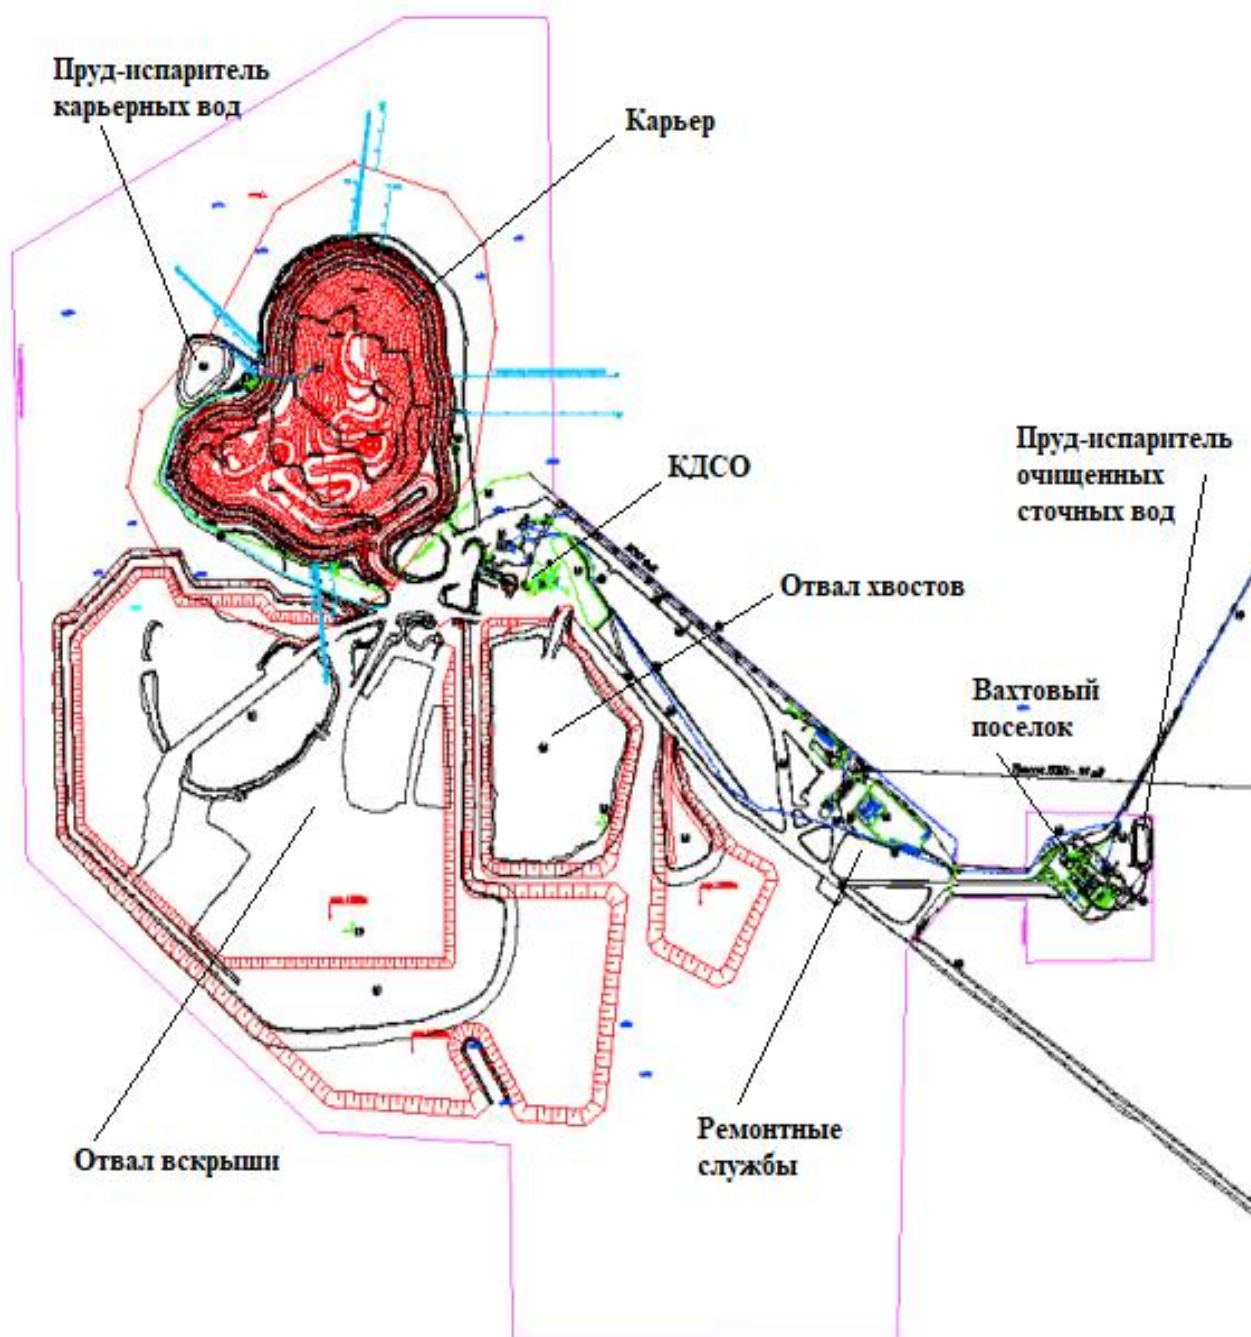 Пруд-испаритель
карьерных вод
Карьер
КДСО
Пруд-испаритель
очищенных
сточных вод
Отвал хвостов
Вахтовый
поселок
Ремонтные
службы
Отвал вскрыши